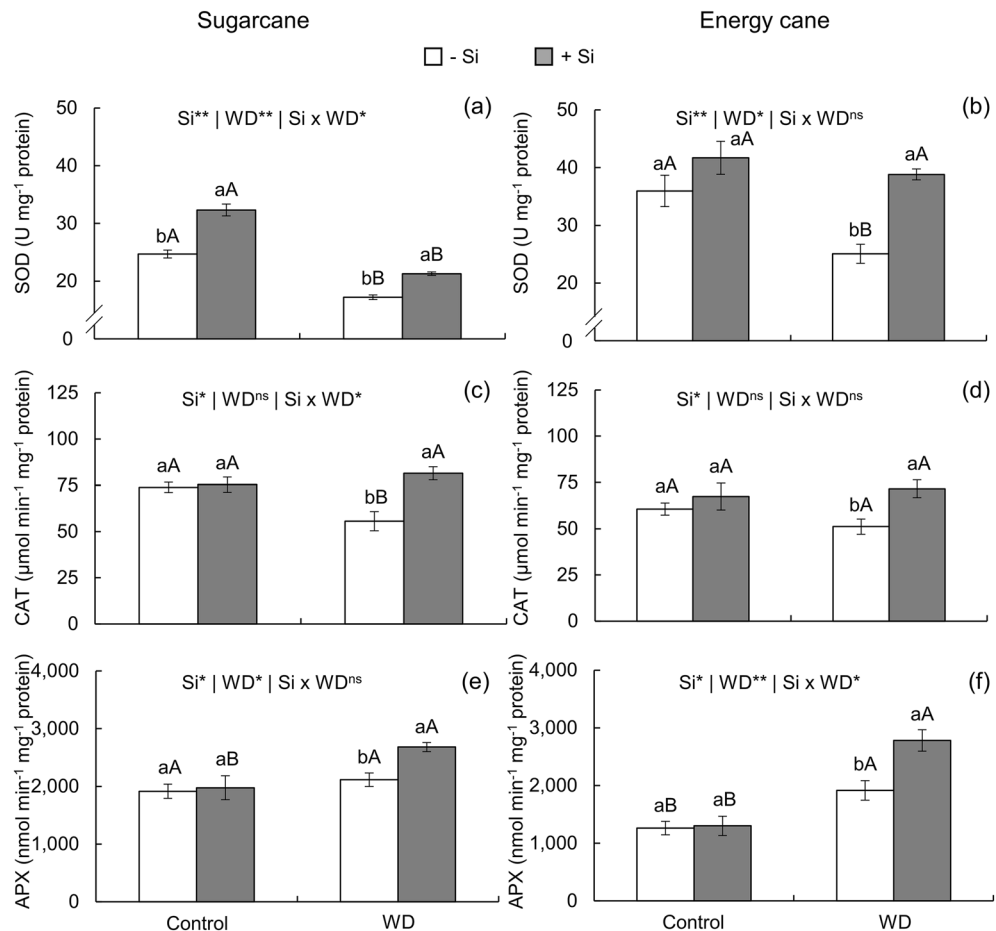 Sugarcane
Energy cane
- Si
+ Si
50
40
30
20
0
SOD (U mg⁻¹ protein)
Si** | WD** | Si x WD*
(a)
bA
aA
bB
aB
50
40
30
20
0
SOD (U mg⁻¹ protein)
Si** | WD* | Si x WDⁿˢ
(b)
aA
aA
bB
aA
125
100
75
50
25
0
CAT (µmol min⁻¹ mg⁻¹ protein)
Si* | WDⁿˢ | Si x WD*
(c)
aA
aA
bB
aA
125
100
75
50
25
0
CAT (µmol min⁻¹ mg⁻¹ protein)
Si* | WDⁿˢ | Si x WDⁿˢ
(d)
aA
aA
bA
aA
4,000
3,000
2,000
1,000
0
APX (nmol min⁻¹ mg⁻¹ protein)
Si* | WD* | Si x WDⁿˢ
(e)
aA
aB
bA
aA
Control
WD
4,000
3,000
2,000
1,000
0
APX (nmol min⁻¹ mg⁻¹ protein)
Si* | WD** | Si x WD*
(f)
aB
aB
bA
aA
Control
WD